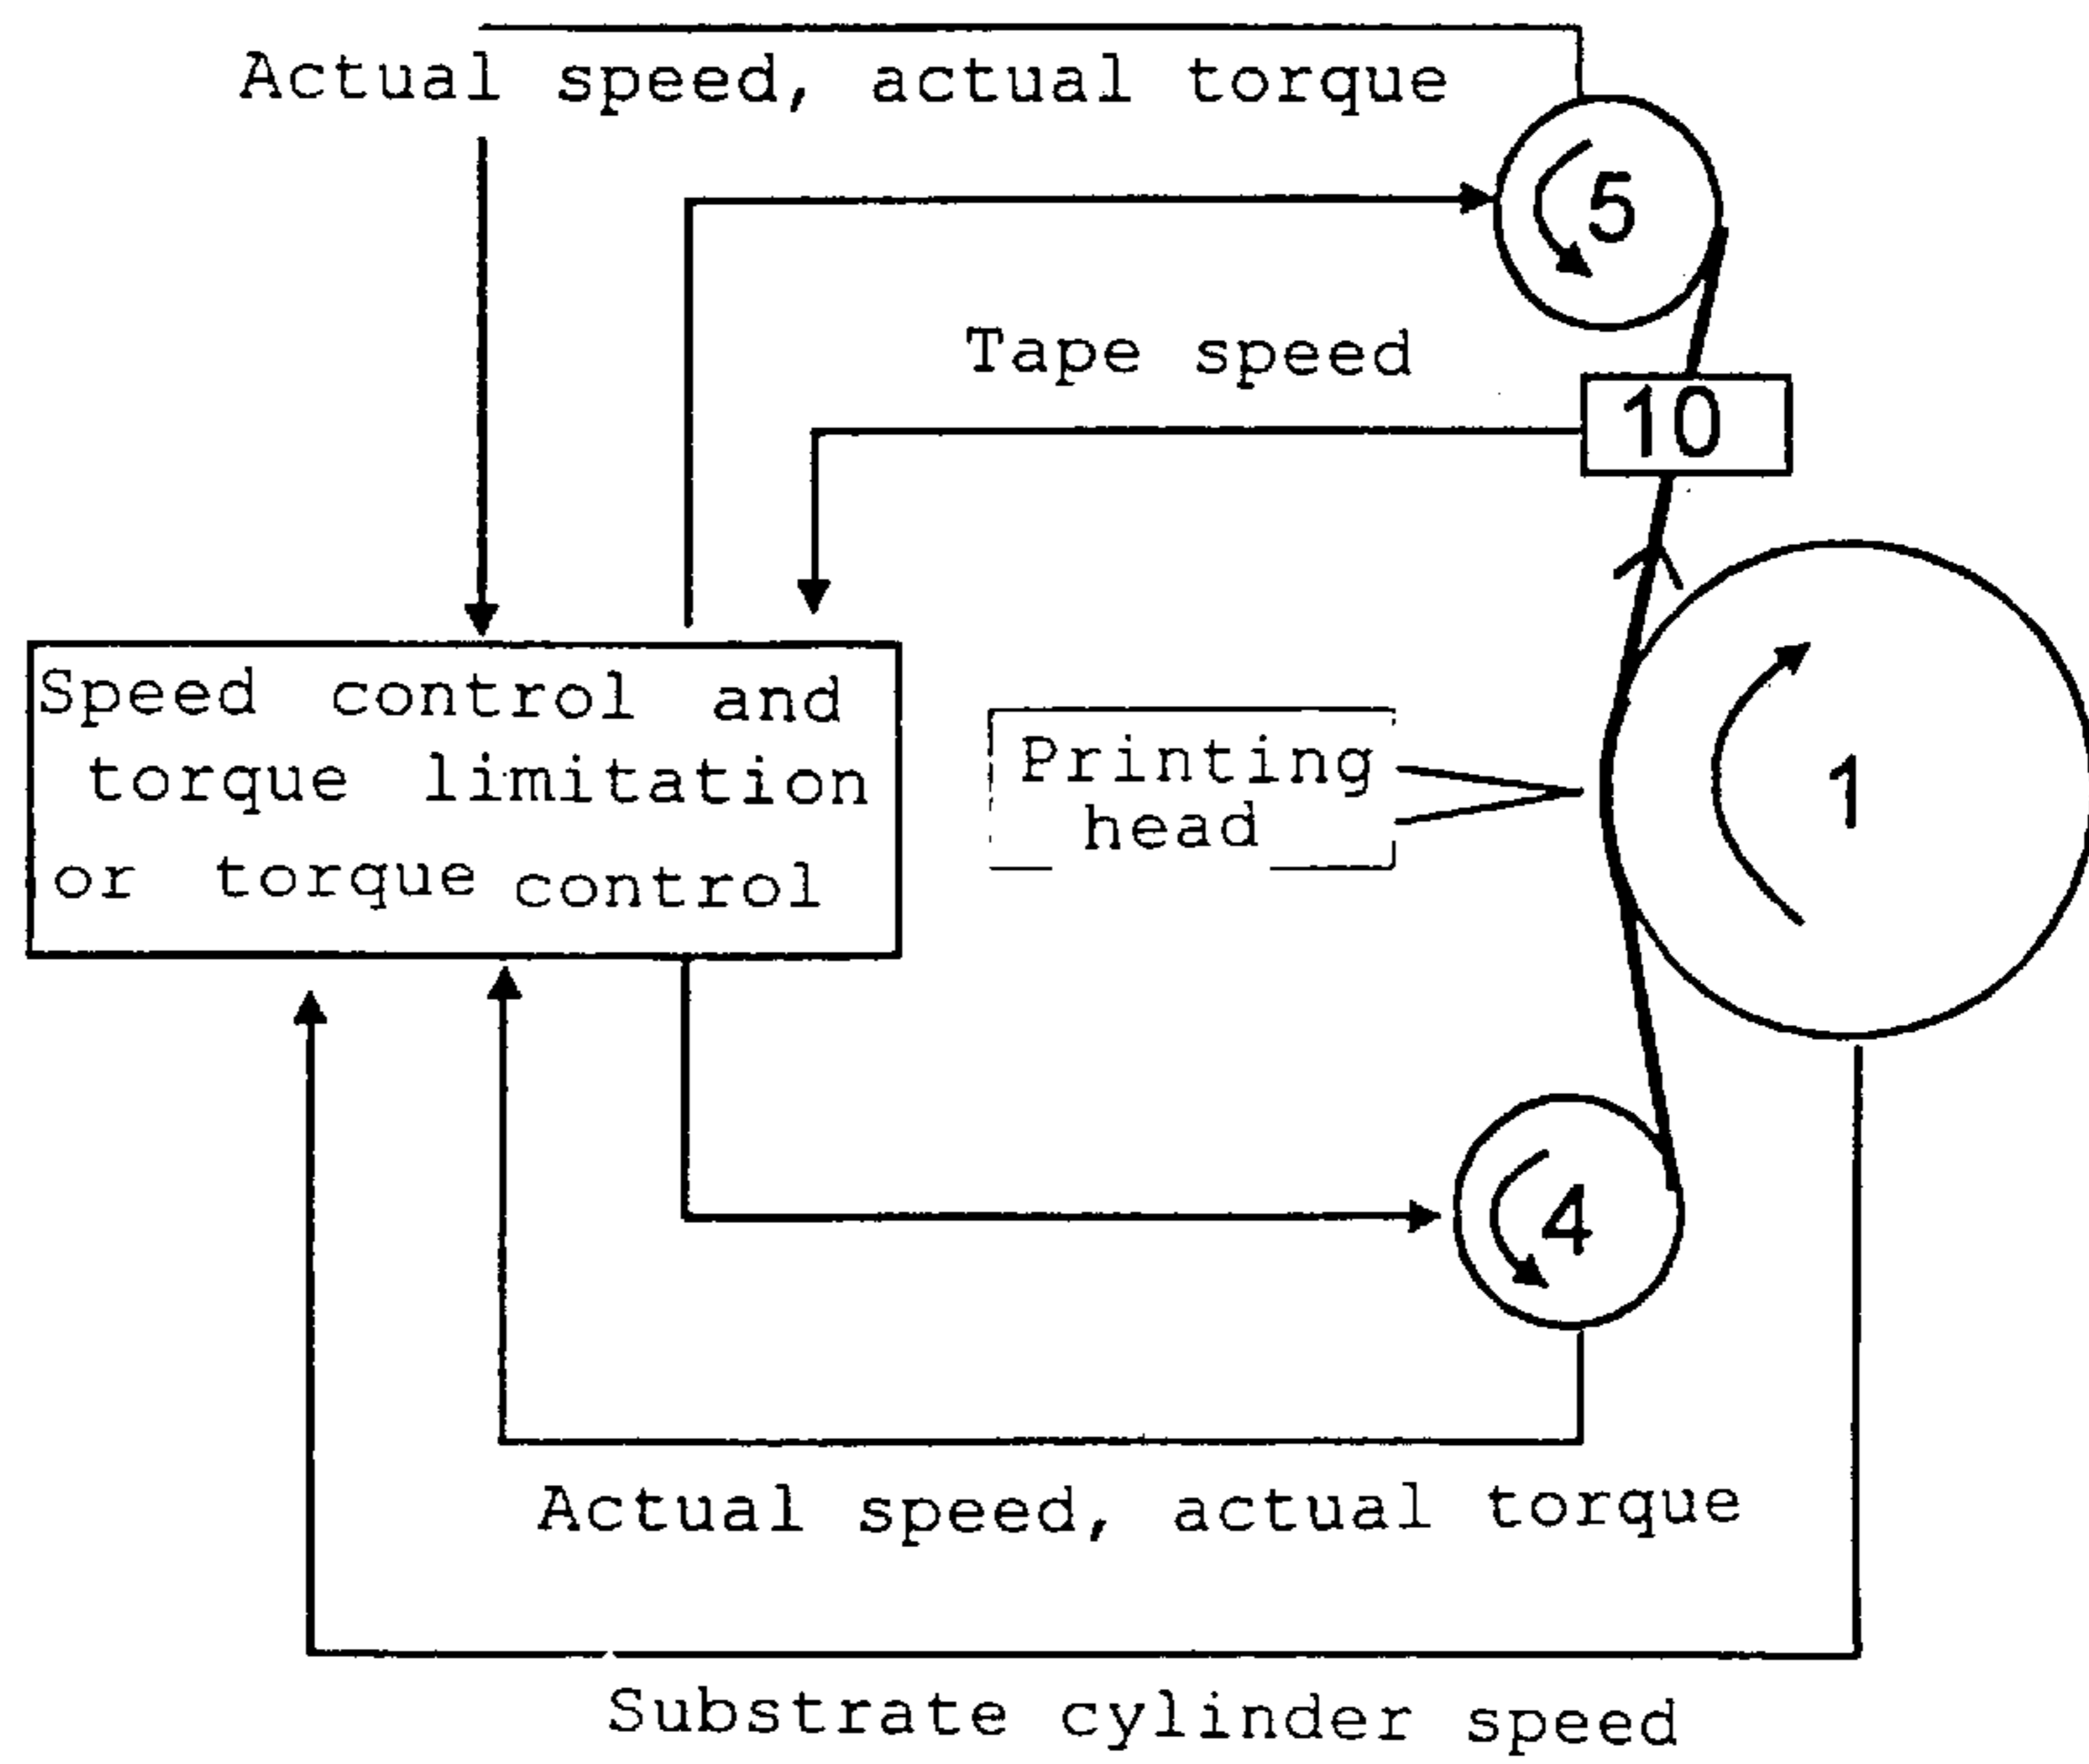 Actual speed, actual torque
5
Tape speed
10
Speed control and
torque limitation
or torque control
Printing
head
1
4
Actual speed, actual torque
Substrate cylinder speed